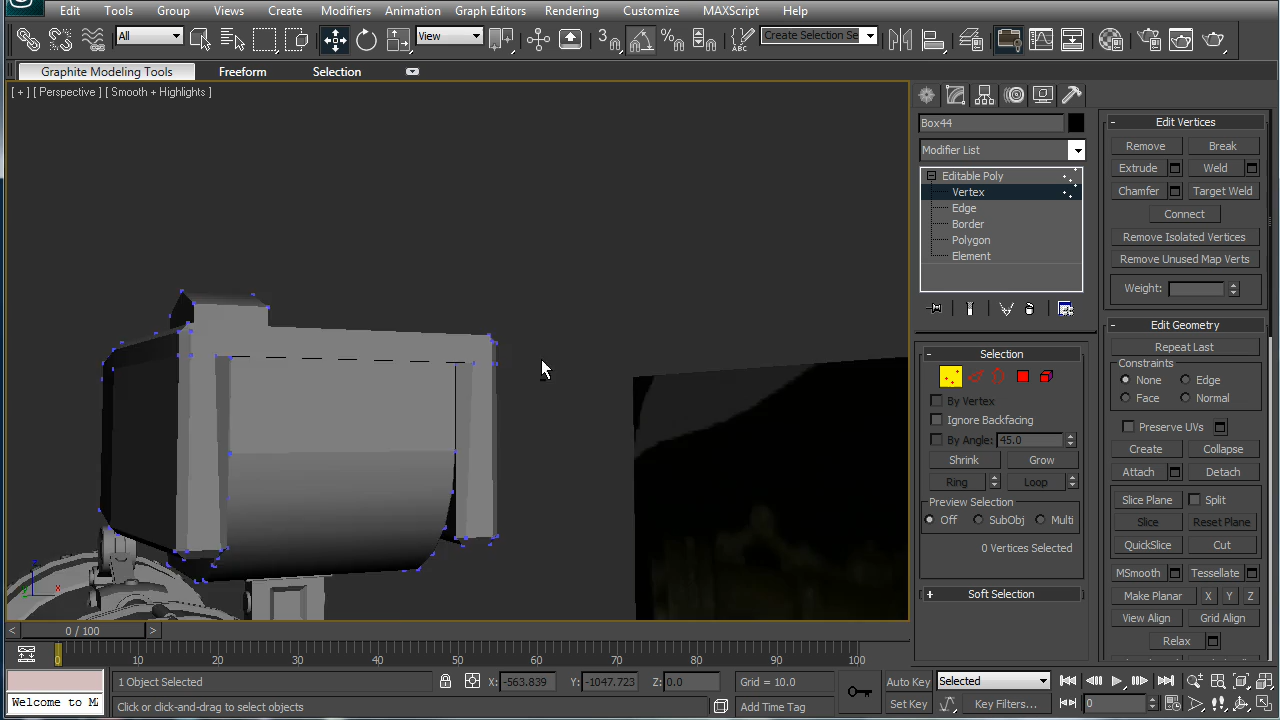 Edit Tools Group Views Create Modifiers Animation Graph Editors Rendering Customize MAXScript Help
All View 3 Create Selection Se
Graphite Modeling Tools Freeform Selection
[ + ] [ Perspective ] [ Smooth + Highlights ]
Box44
Modifier List
Editable Poly
Vertex
Edge
Border
Polygon
Element
- Selection
By Vertex
Ignore Backfacing
By Angle: 45.0
Shrink Grow
Ring Loop
Preview Selection
Off SubObj Multi
0 Vertices Selected
+ Soft Selection
- Edit Vertices
Remove Break
Extrude Weld
Chamfer Target Weld
Connect
Remove Isolated Vertices
Remove Unused Map Verts
Weight:
- Edit Geometry
Repeat Last
Constraints
None Edge
Face Normal
Preserve UVs
Create Collapse
Attach Detach
Slice Plane Split
Slice Reset Plane
QuickSlice Cut
MSmooth Tessellate
Make Planar X Y Z
View Align Grid Align
Relax
z
x
< 0 / 100 >
0 10 20 30 40 50 60 70 80 90 100
1 Object Selected X: -563.839 Y: -1047.723 Z: 0.0 Grid = 10.0 Auto Key Selected
Welcome to M Click or click-and-drag to select objects Add Time Tag Set Key Key Filters... 0